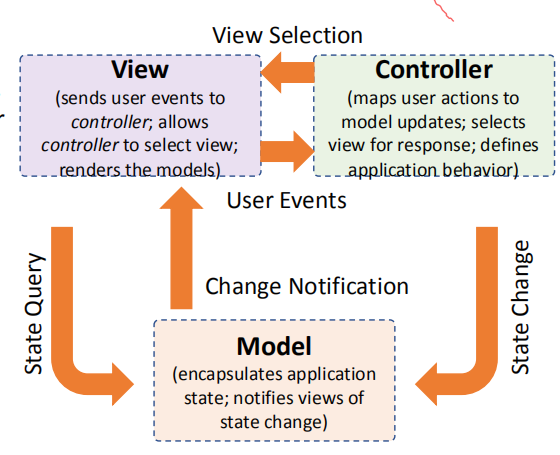 View Selection
View
(sends user events to
controller; allows
controller to select view;
renders the models)
Controller
(maps user actions to
model updates; selects
view for response; defines
application behavior)
User Events
State Query
Change Notification
State Change
Model
(encapsulates application
state; notifies views of
state change)